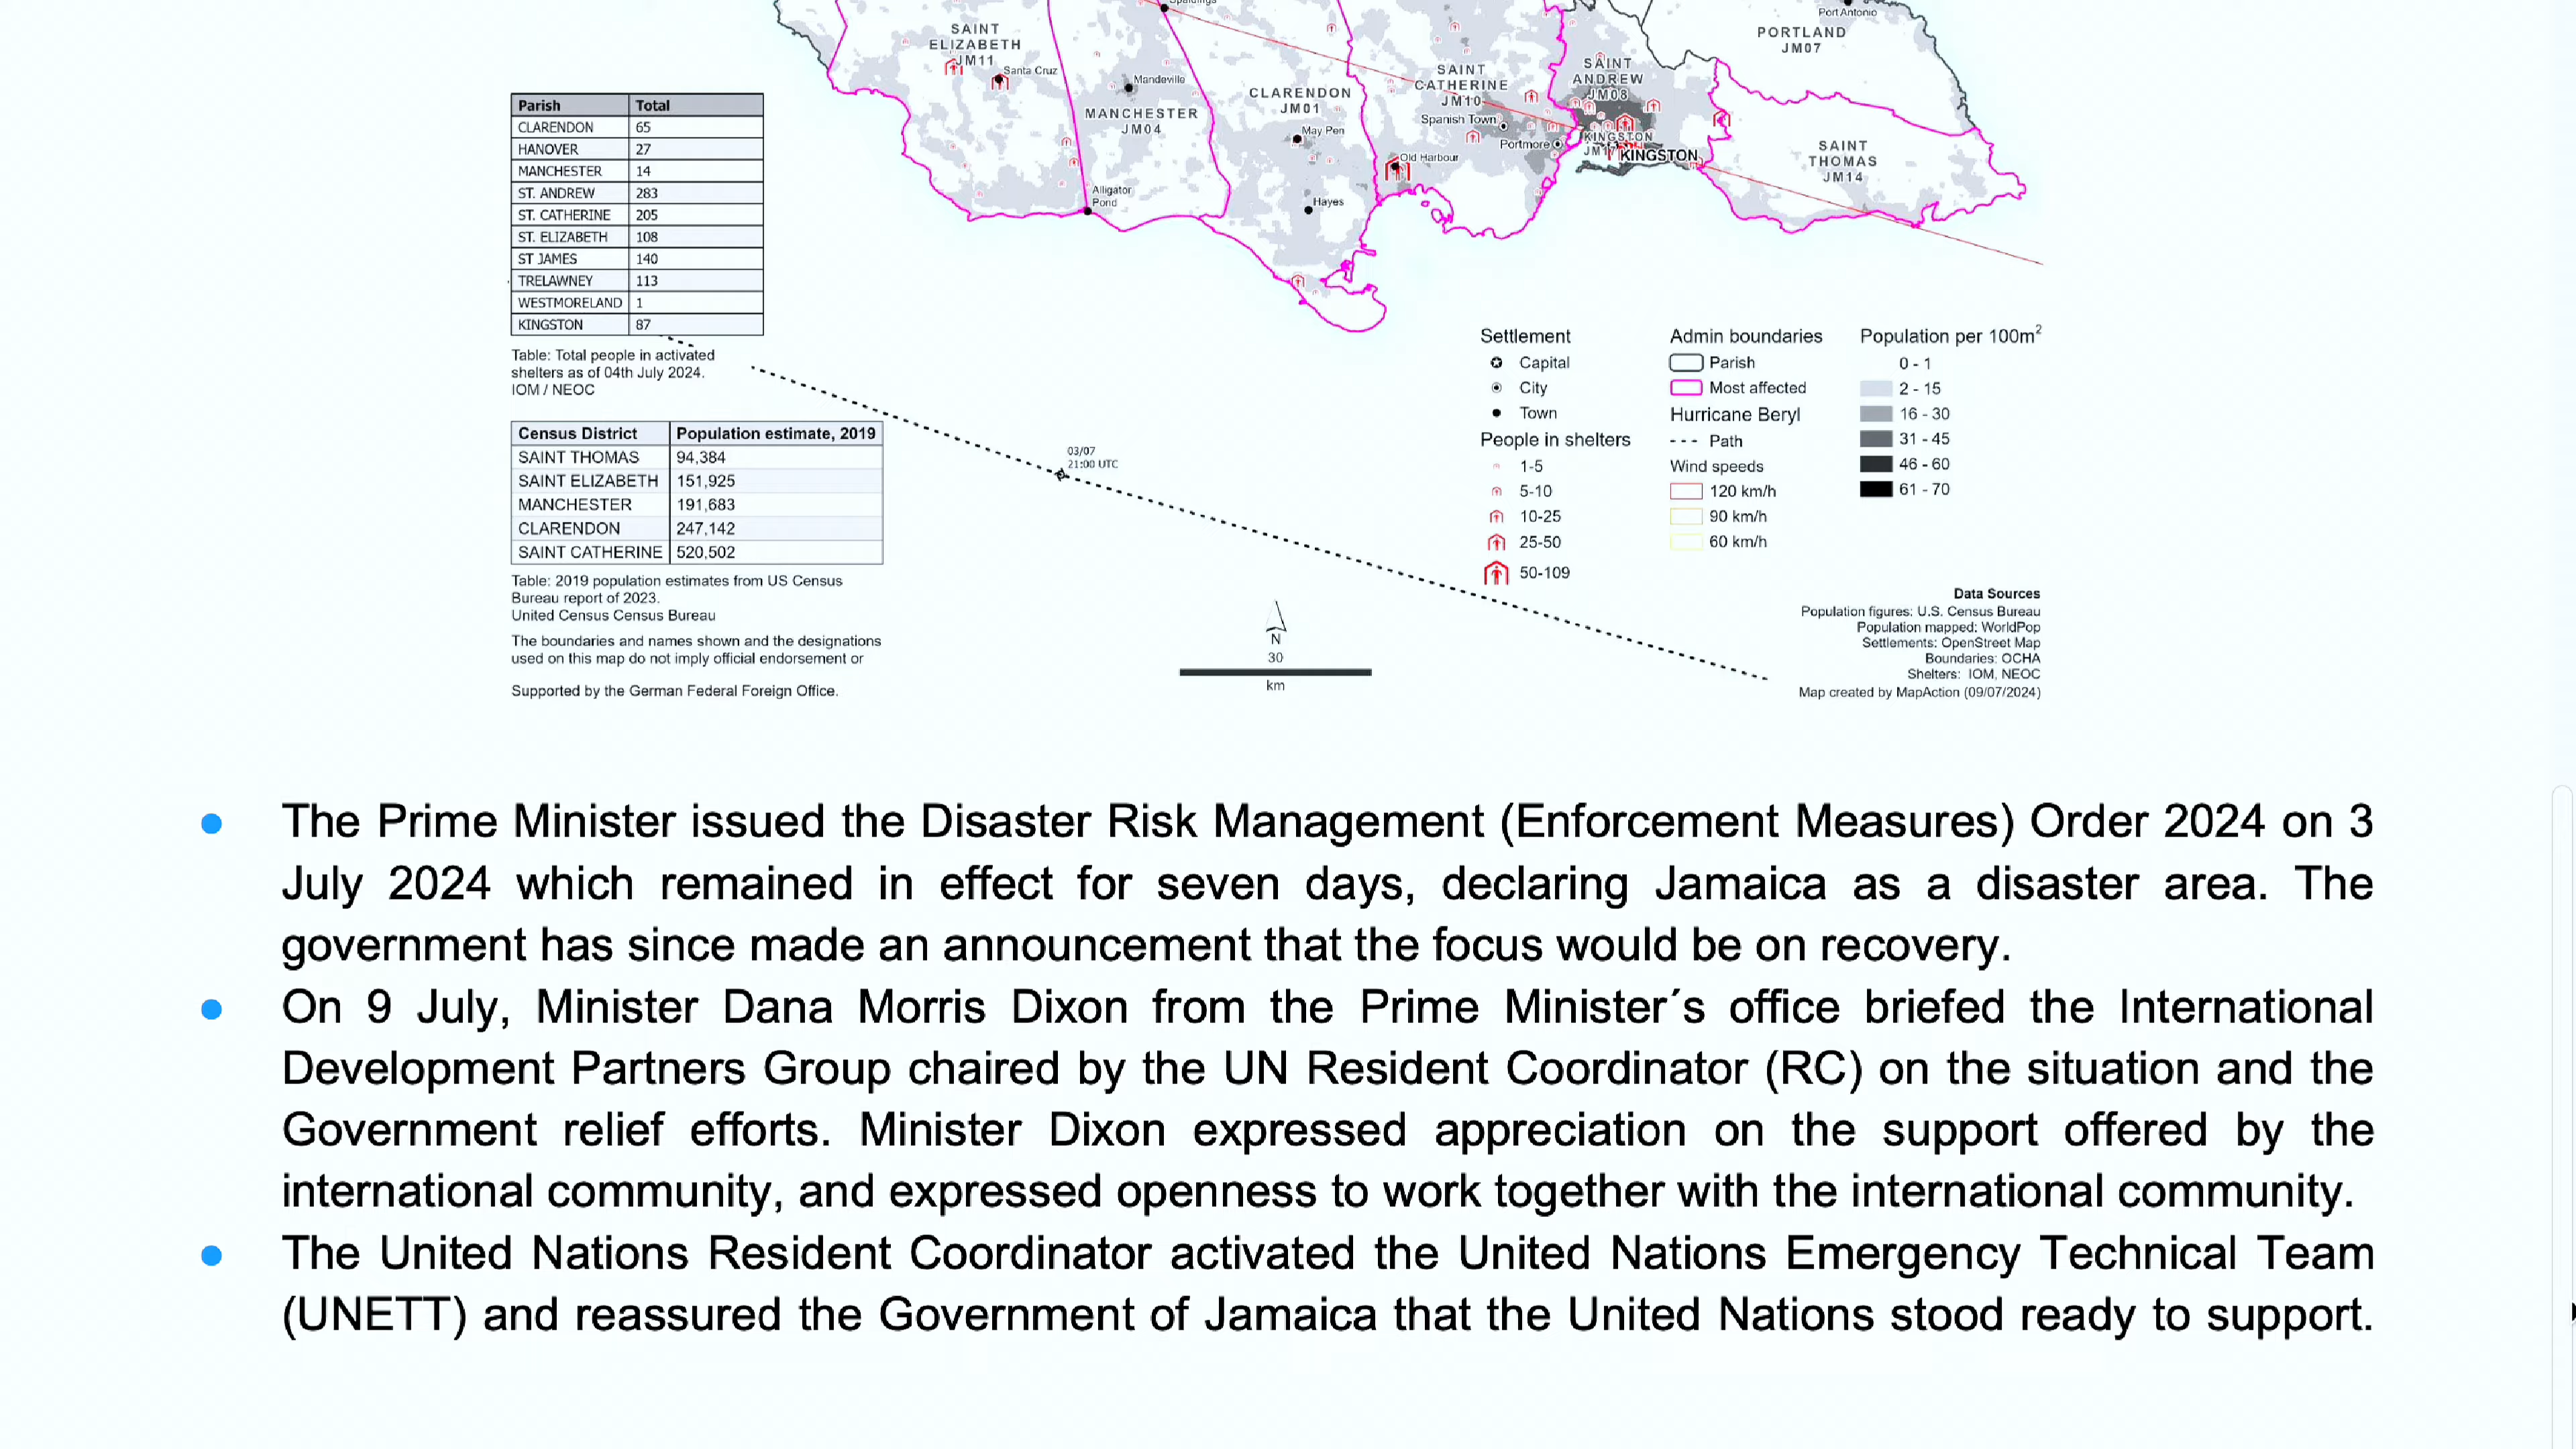 Spaldings
Port Antonio
PORTLAND
JM07
SAINT
ELIZABETH
JM11
Santa Cruz
Mandeville
MANCHESTER
JM04
CLARENDON
JM01
May Pen
SAINT
CATHERINE
JM10
Spanish Town
Portmore
SAINT
ANDREW
JM08
KINGSTON
KINGSTON
SAINT
THOMAS
JM14
Old Harbour
Alligator
Pond
Hayes
Parish Total
CLARENDON 65
HANOVER 27
MANCHESTER 14
ST. ANDREW 283
ST. CATHERINE 205
ST. ELIZABETH 108
ST JAMES 140
TRELAWNEY 113
WESTMORELAND 1
KINGSTON 87
Table: Total people in activated
shelters as of 04th July 2024.
IOM / NEOC
Census District Population estimate, 2019
SAINT THOMAS 94,384
SAINT ELIZABETH 151,925
MANCHESTER 191,683
CLARENDON 247,142
SAINT CATHERINE 520,502
Table: 2019 population estimates from US Census
Bureau report of 2023.
United Census Census Bureau
The boundaries and names shown and the designations
used on this map do not imply official endorsement or
Supported by the German Federal Foreign Office.
03/07
21:00 UTC
N
30
km
Settlement
Capital
City
Town
People in shelters
1-5
5-10
10-25
25-50
50-109
Admin boundaries
Parish
Most affected
Hurricane Beryl
Path
Wind speeds
120 km/h
90 km/h
60 km/h
Population per 100m²
0 - 1
2 - 15
16 - 30
31 - 45
46 - 60
61 - 70
Data Sources
Population figures: U.S. Census Bureau
Population mapped: WorldPop
Settlements: OpenStreet Map
Boundaries: OCHA
Shelters: IOM, NEOC
Map created by MapAction (09/07/2024)
● The Prime Minister issued the Disaster Risk Management (Enforcement Measures) Order 2024 on 3
July 2024 which remained in effect for seven days, declaring Jamaica as a disaster area. The
government has since made an announcement that the focus would be on recovery.
● On 9 July, Minister Dana Morris Dixon from the Prime Minister´s office briefed the International
Development Partners Group chaired by the UN Resident Coordinator (RC) on the situation and the
Government relief efforts. Minister Dixon expressed appreciation on the support offered by the
international community, and expressed openness to work together with the international community.
● The United Nations Resident Coordinator activated the United Nations Emergency Technical Team
(UNETT) and reassured the Government of Jamaica that the United Nations stood ready to support.